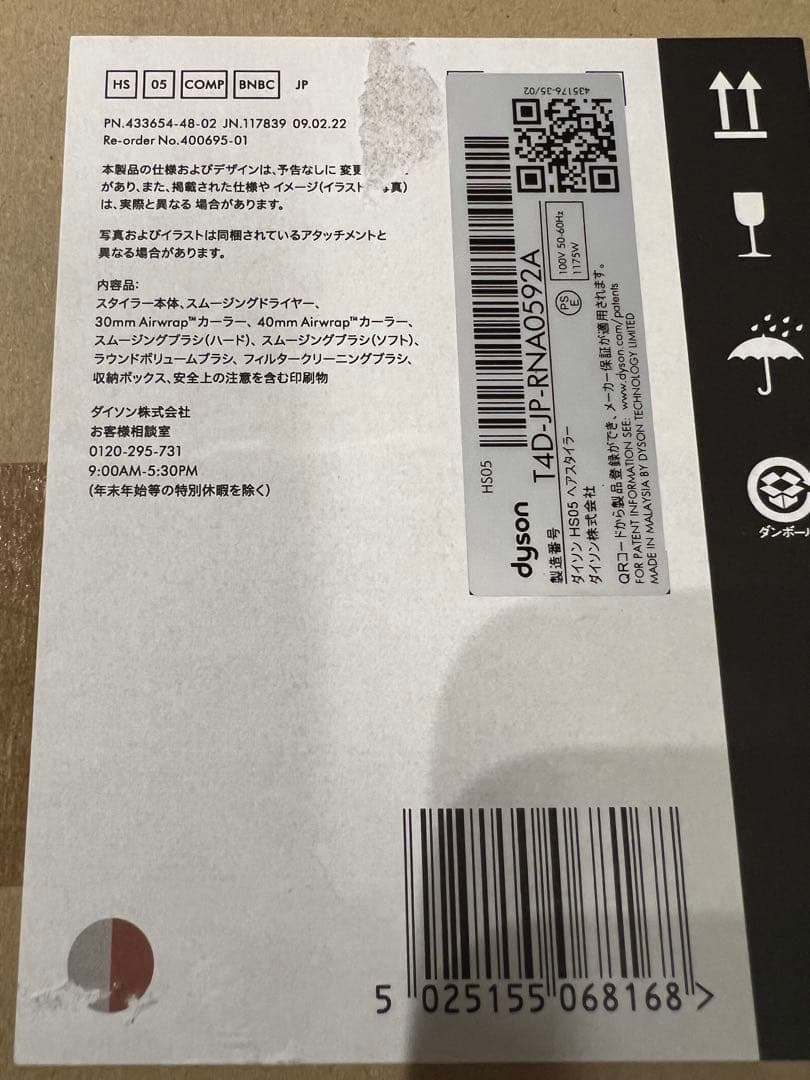 HS 05 COMP BNBC JP
PN.433654-48-02 JN.117839 09.02.22
Re-order No.400695-01
本製品の仕様およびデザインは、予告なしに 変更
があり、また、掲載された仕様や イメージ(イラスト 写真)
は、実際と異なる 場合があります。
写真およびイラストは同梱されているアタッチメントと
異なる場合があります。
内容品:
スタイラー本体、スムージングドライヤー、
30mm Airwrap™カーラー、40mm Airwrap™カーラー、
スムージングブラシ(ハード)、スムージングブラシ(ソフト)、
ラウンドボリュームブラシ、フィルタークリーニングブラシ、
収納ボックス、安全上の注意を含む印刷物
ダイソン株式会社
お客様相談室
0120-295-731
9:00AM-5:30PM
(年末年始等の特別休暇を除く)
435176-35/02
HS05
T4D-JP-RNA0592A
100V 50-60Hz
1175W
PS
E
dyson
製造番号
ダイソン HS05 ヘアスタイラー
ダイソン株式会社
QRコードから製品登録ができ、メーカー保証が適用されます。
FOR PATENT INFORMATION SEE: www.dyson.com/patents
MADE IN MALAYSIA BY DYSON TECHNOLOGY LIMITED
ダンボール
5 025155 068168 >